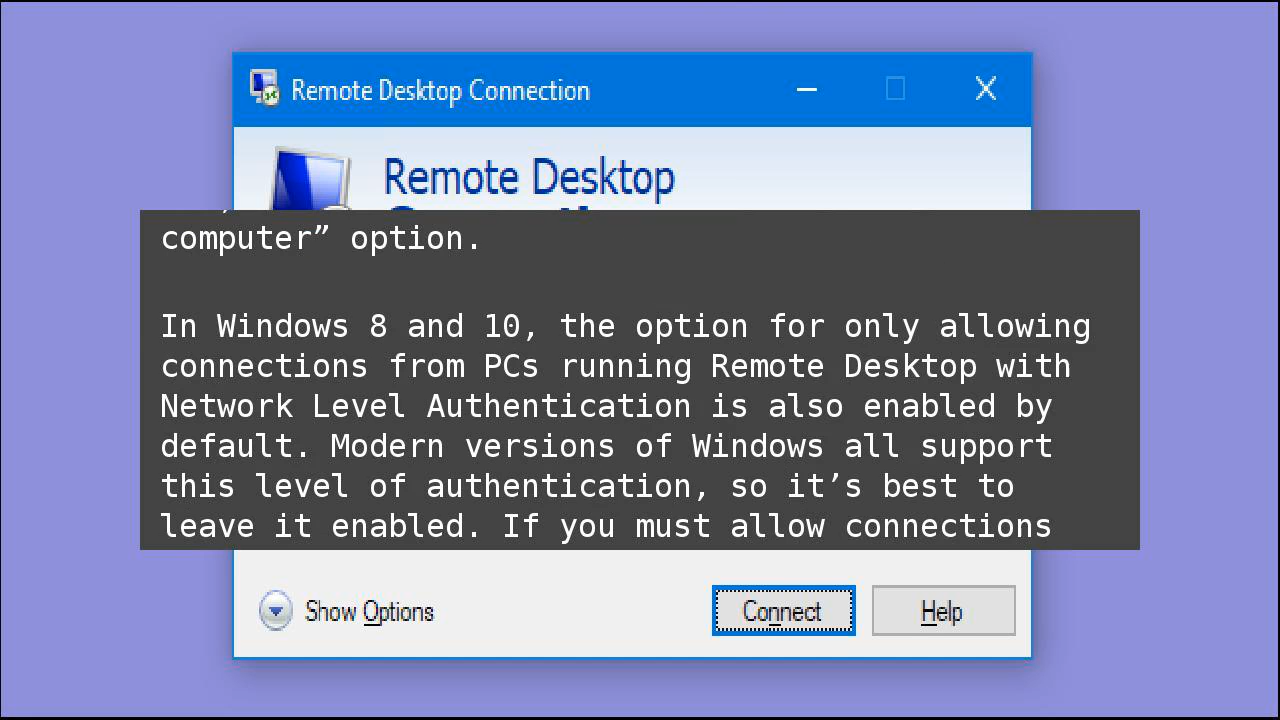 Remote Desktop Connection
Remote Desktop
computer” option.
In Windows 8 and 10, the option for only allowing
connections from PCs running Remote Desktop with
Network Level Authentication is also enabled by
default. Modern versions of Windows all support
this level of authentication, so it’s best to
leave it enabled. If you must allow connections
Show Options
Connect
Help